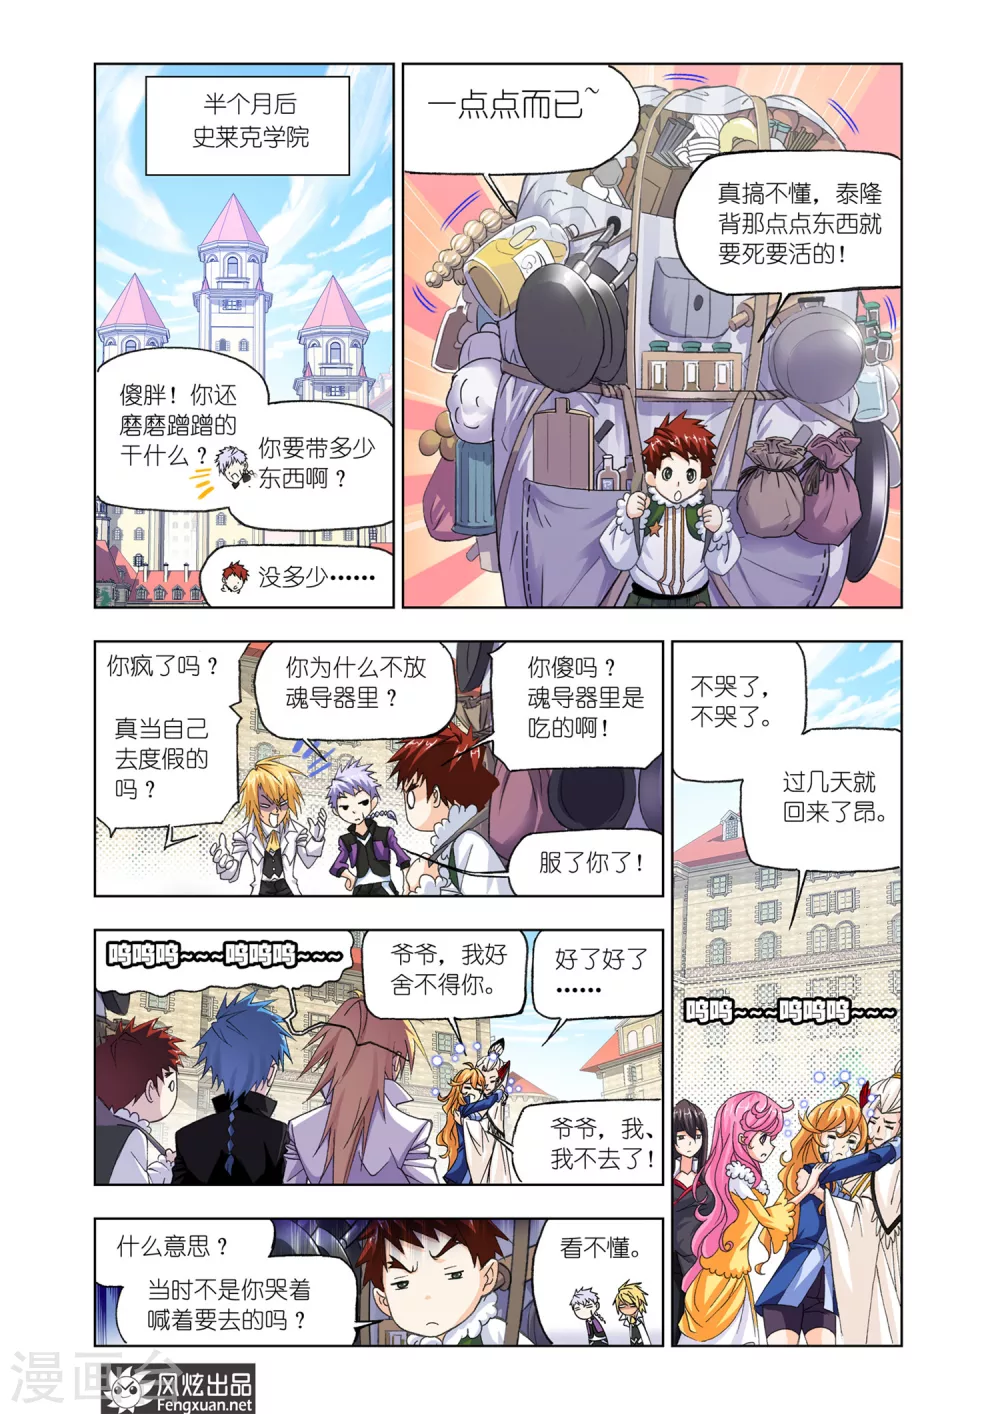 半个月后
史莱克学院
傻胖！你还
磨磨蹭蹭的
干什么？
你要带多少
东西啊？
没多少······
一点点而已~
真搞不懂，泰隆
背那点点东西就
要死要活的！
你疯了吗？
真当自己
去度假的
吗？
你为什么不放
魂导器里？
你傻吗？
魂导器里是
吃的啊！
服了你了！
不哭了，
不哭了。
过几天就
回来了昂。
呜呜呜~~~呜呜呜~~~
呜呜呜~~~呜呜呜~~~
爷爷，我好
舍不得你。
好了好了
······
爷爷，我、
我不去了！
什么意思？
当时不是你哭着
喊着要去的吗？
看不懂。
漫画台
风炫出品
Fengxuan.net